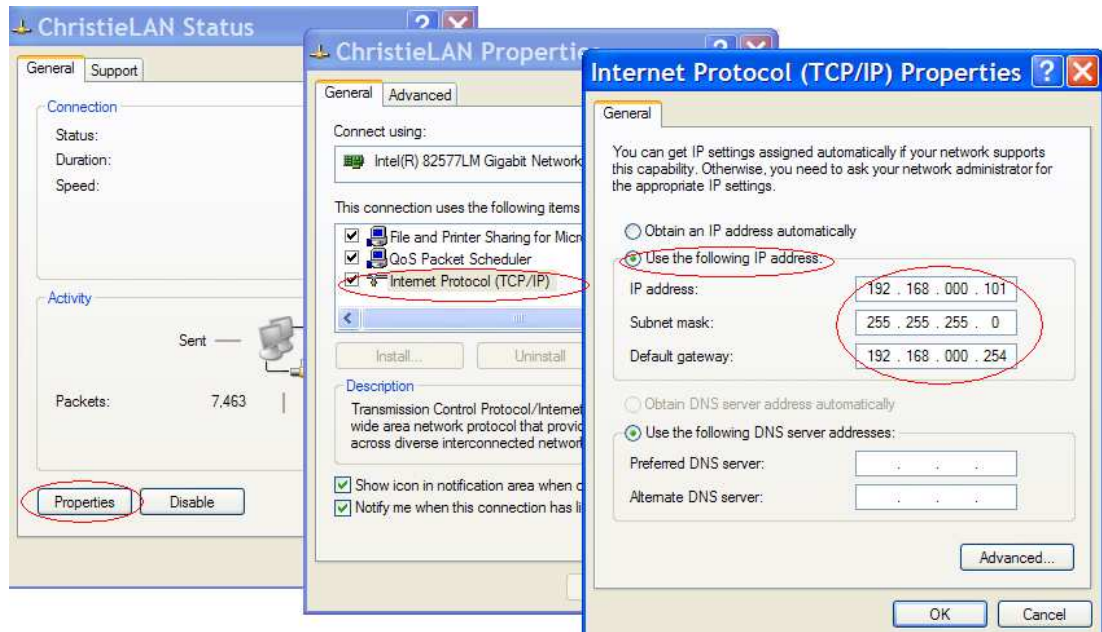 ChristieLAN Status
General Support
Connection
Status:
Duration:
Speed:
Activity
Sent
Packets: 7,463
Properties Disable
ChristieLAN
General Advanced
Connect using:
Intel(R) 82577LM Gigabit Network
This connection uses the following items
File and Printer Sharing for
QoS Packet Scheduler
Internet Protocol (TCP/IP)
Install... Uninstall
Description
Transmission Control Protocol/Internet
wide area network protocol that
across diverse interconnected
Show icon in notification area when
Notify me when this connection has
Internet Protocol (TCP/IP) Properties
General
You can get IP settings assigned automatically if your network supports
this capability. Otherwise, you need to ask your network administrator for
the appropriate IP settings.
Obtain an IP address automatically
Use the following IP address:
IP address: 192 . 168 . 000 . 101
Subnet mask: 255 . 255 . 255 . 0
Default gateway: 192 . 168 . 000 . 254
Obtain DNS server address automatically
Use the following DNS server addresses:
Preferred DNS server: . . .
Alternate DNS server: . . .
Advanced...
OK Cancel